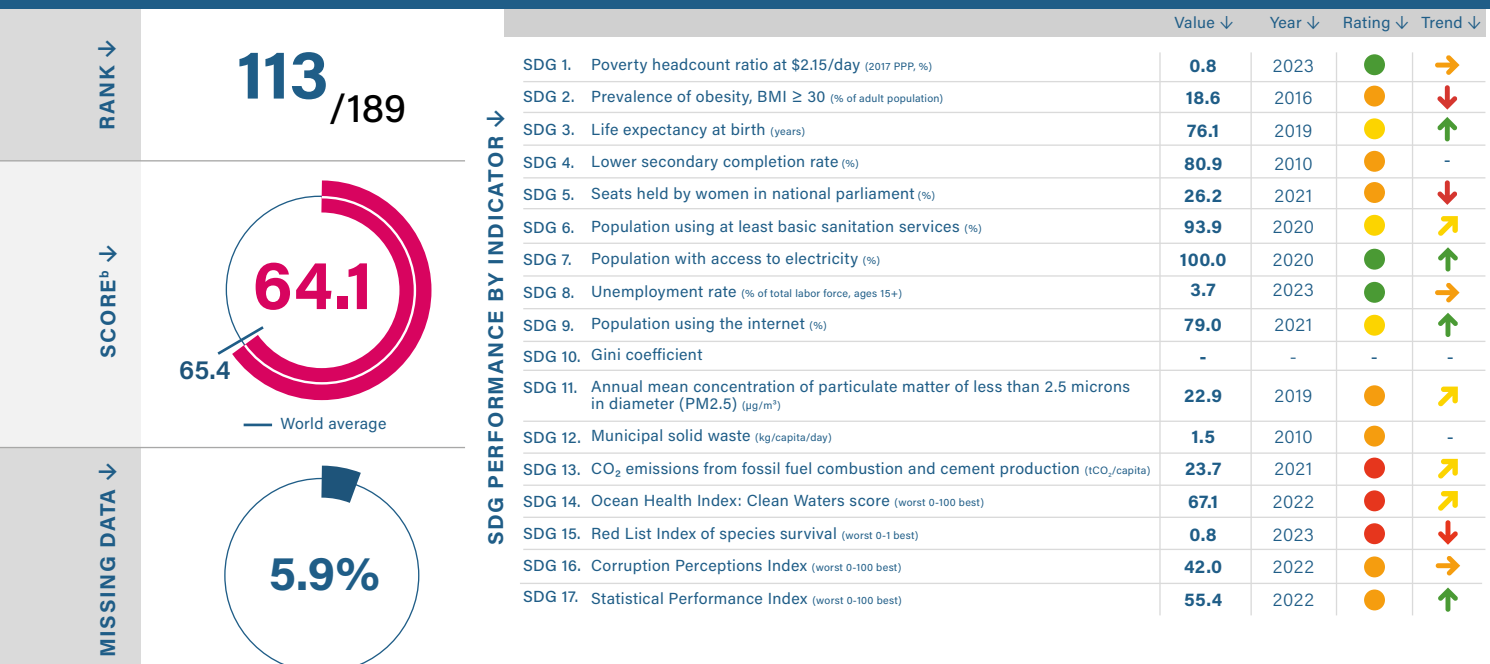 RANK →
113 /189
SCOREᵇ →
64.1
65.4
World average
MISSING DATA →
5.9%
SDG PERFORMANCE BY INDICATOR →
Value ↓ Year ↓ Rating ↓ Trend ↓
SDG 1. Poverty headcount ratio at $2.15/day (2017 PPP, %) 0.8 2023
SDG 2. Prevalence of obesity, BMI ≥ 30 (% of adult population) 18.6 2016
SDG 3. Life expectancy at birth (years) 76.1 2019
SDG 4. Lower secondary completion rate (%) 80.9 2010 -
SDG 5. Seats held by women in national parliament (%) 26.2 2021
SDG 6. Population using at least basic sanitation services (%) 93.9 2020
SDG 7. Population with access to electricity (%) 100.0 2020
SDG 8. Unemployment rate (% of total labor force, ages 15+) 3.7 2023
SDG 9. Population using the internet (%) 79.0 2021
SDG 10. Gini coefficient - - - -
SDG 11. Annual mean concentration of particulate matter of less than 2.5 microns
in diameter (PM2.5) (µg/m³) 22.9 2019
SDG 12. Municipal solid waste (kg/capita/day) 1.5 2010 -
SDG 13. CO₂ emissions from fossil fuel combustion and cement production (tCO₂/capita) 23.7 2021
SDG 14. Ocean Health Index: Clean Waters score (worst 0-100 best) 67.1 2022
SDG 15. Red List Index of species survival (worst 0-1 best) 0.8 2023
SDG 16. Corruption Perceptions Index (worst 0-100 best) 42.0 2022
SDG 17. Statistical Performance Index (worst 0-100 best) 55.4 2022